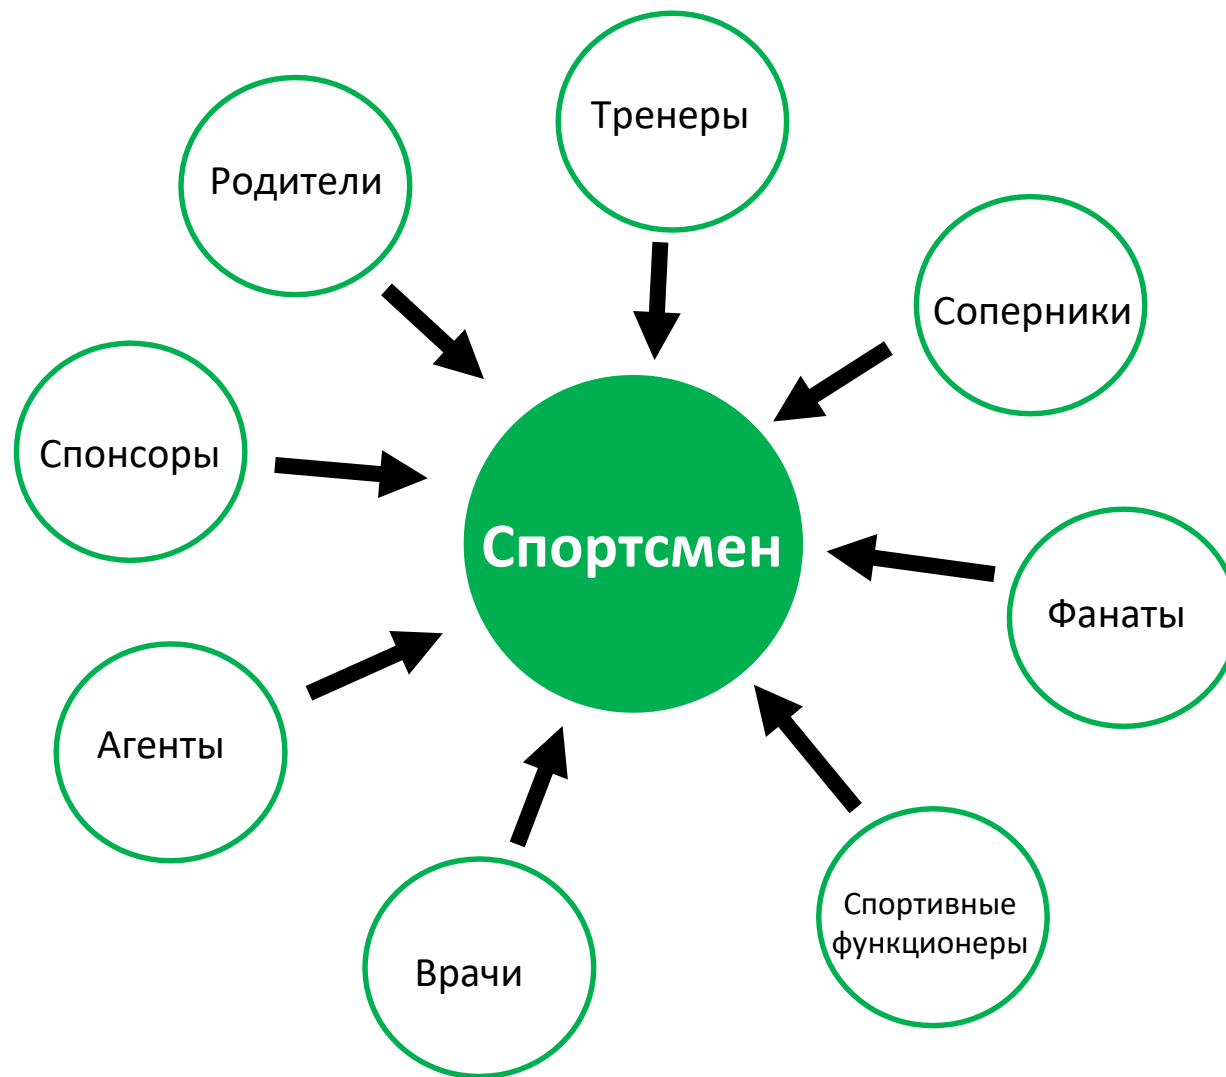 Тренеры
Родители
Соперники
Спонсоры
Спортсмен
Фанаты
Агенты
Спортивные
функционеры
Врачи